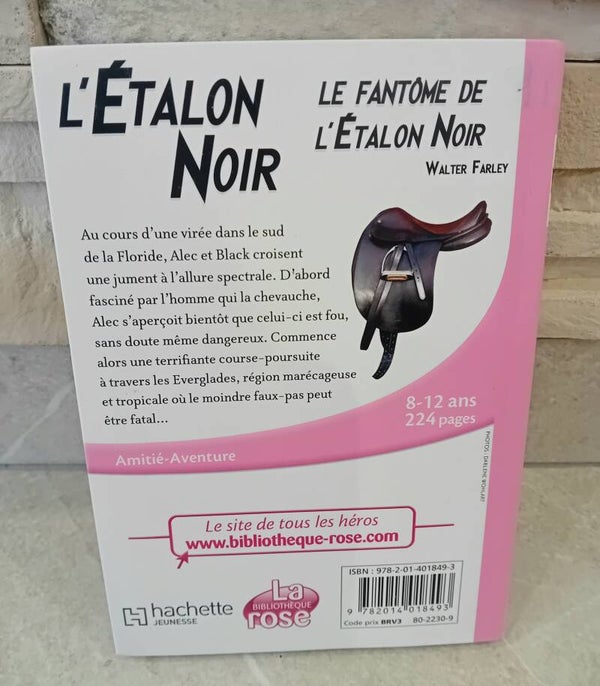 L'ÉTALON
NOIR
LE FANTÔME DE
L'ÉTALON NOIR
WALTER FARLEY
Au cours d'une virée dans le sud
de la Floride, Alec et Black croisent
une jument à l'allure spectrale. D'abord
fasciné par l'homme qui la chevauche,
Alec s'aperçoit bientôt que celui-ci est fou,
sans doute même dangereux. Commence
alors une terrifiante course-poursuite
à travers les Everglades, région marécageuse
et tropicale où le moindre faux-pas peut
être fatal...
8-12 ans
224 pages
Amitié-Aventure
PHOTOS : DARLENE WOHLART
Le site de tous les héros
www.bibliotheque-rose.com
hachette
JEUNESSE
La
BIBLIOTHÈQUE
rose
ISBN : 978-2-01-401849-3
9 782014 018493
Code prix BRV3 80-2230-9